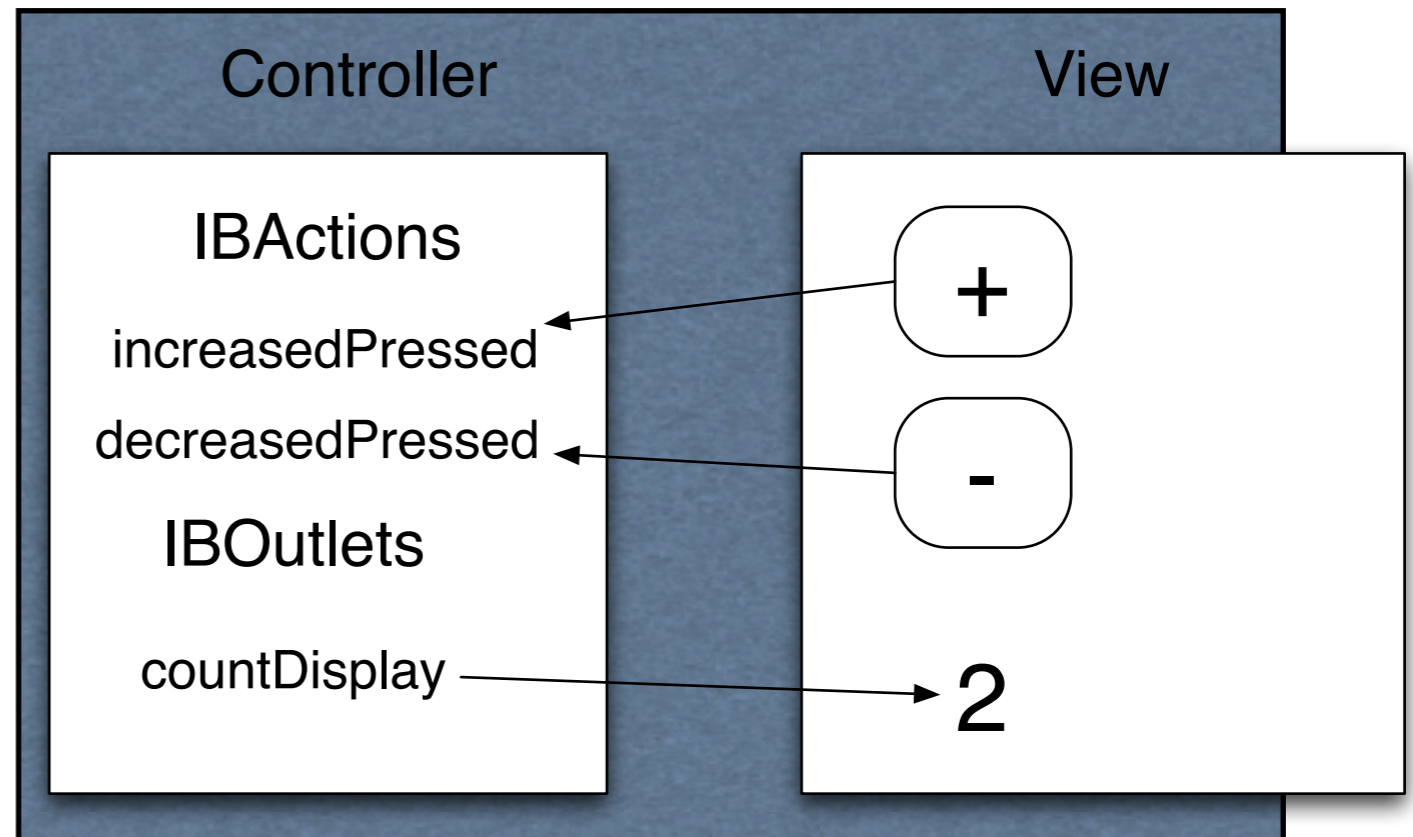 Controller
View
IBActions
increasedPressed
decreasedPressed
IBOutlets
countDisplay
+
-
2